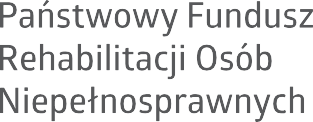 Państwowy Fundusz
Rehabilitacji Osób
Niepełnosprawnych